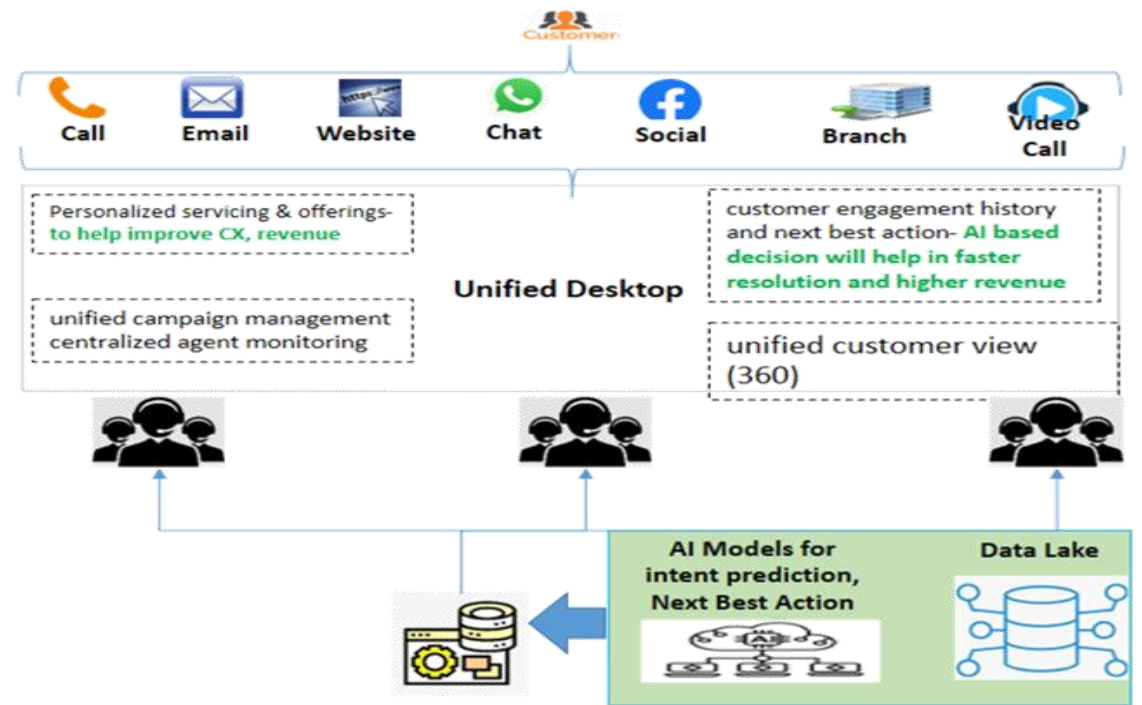 Customer
Call
Email
Website
https://www
Chat
Social
Branch
Video
Call
Personalized servicing & offerings-
to help improve CX, revenue
unified campaign management
centralized agent monitoring
Unified Desktop
customer engagement history
and next best action- AI based
decision will help in faster
resolution and higher revenue
unified customer view
(360)
AI Models for
intent prediction,
Next Best Action
AI
Data Lake